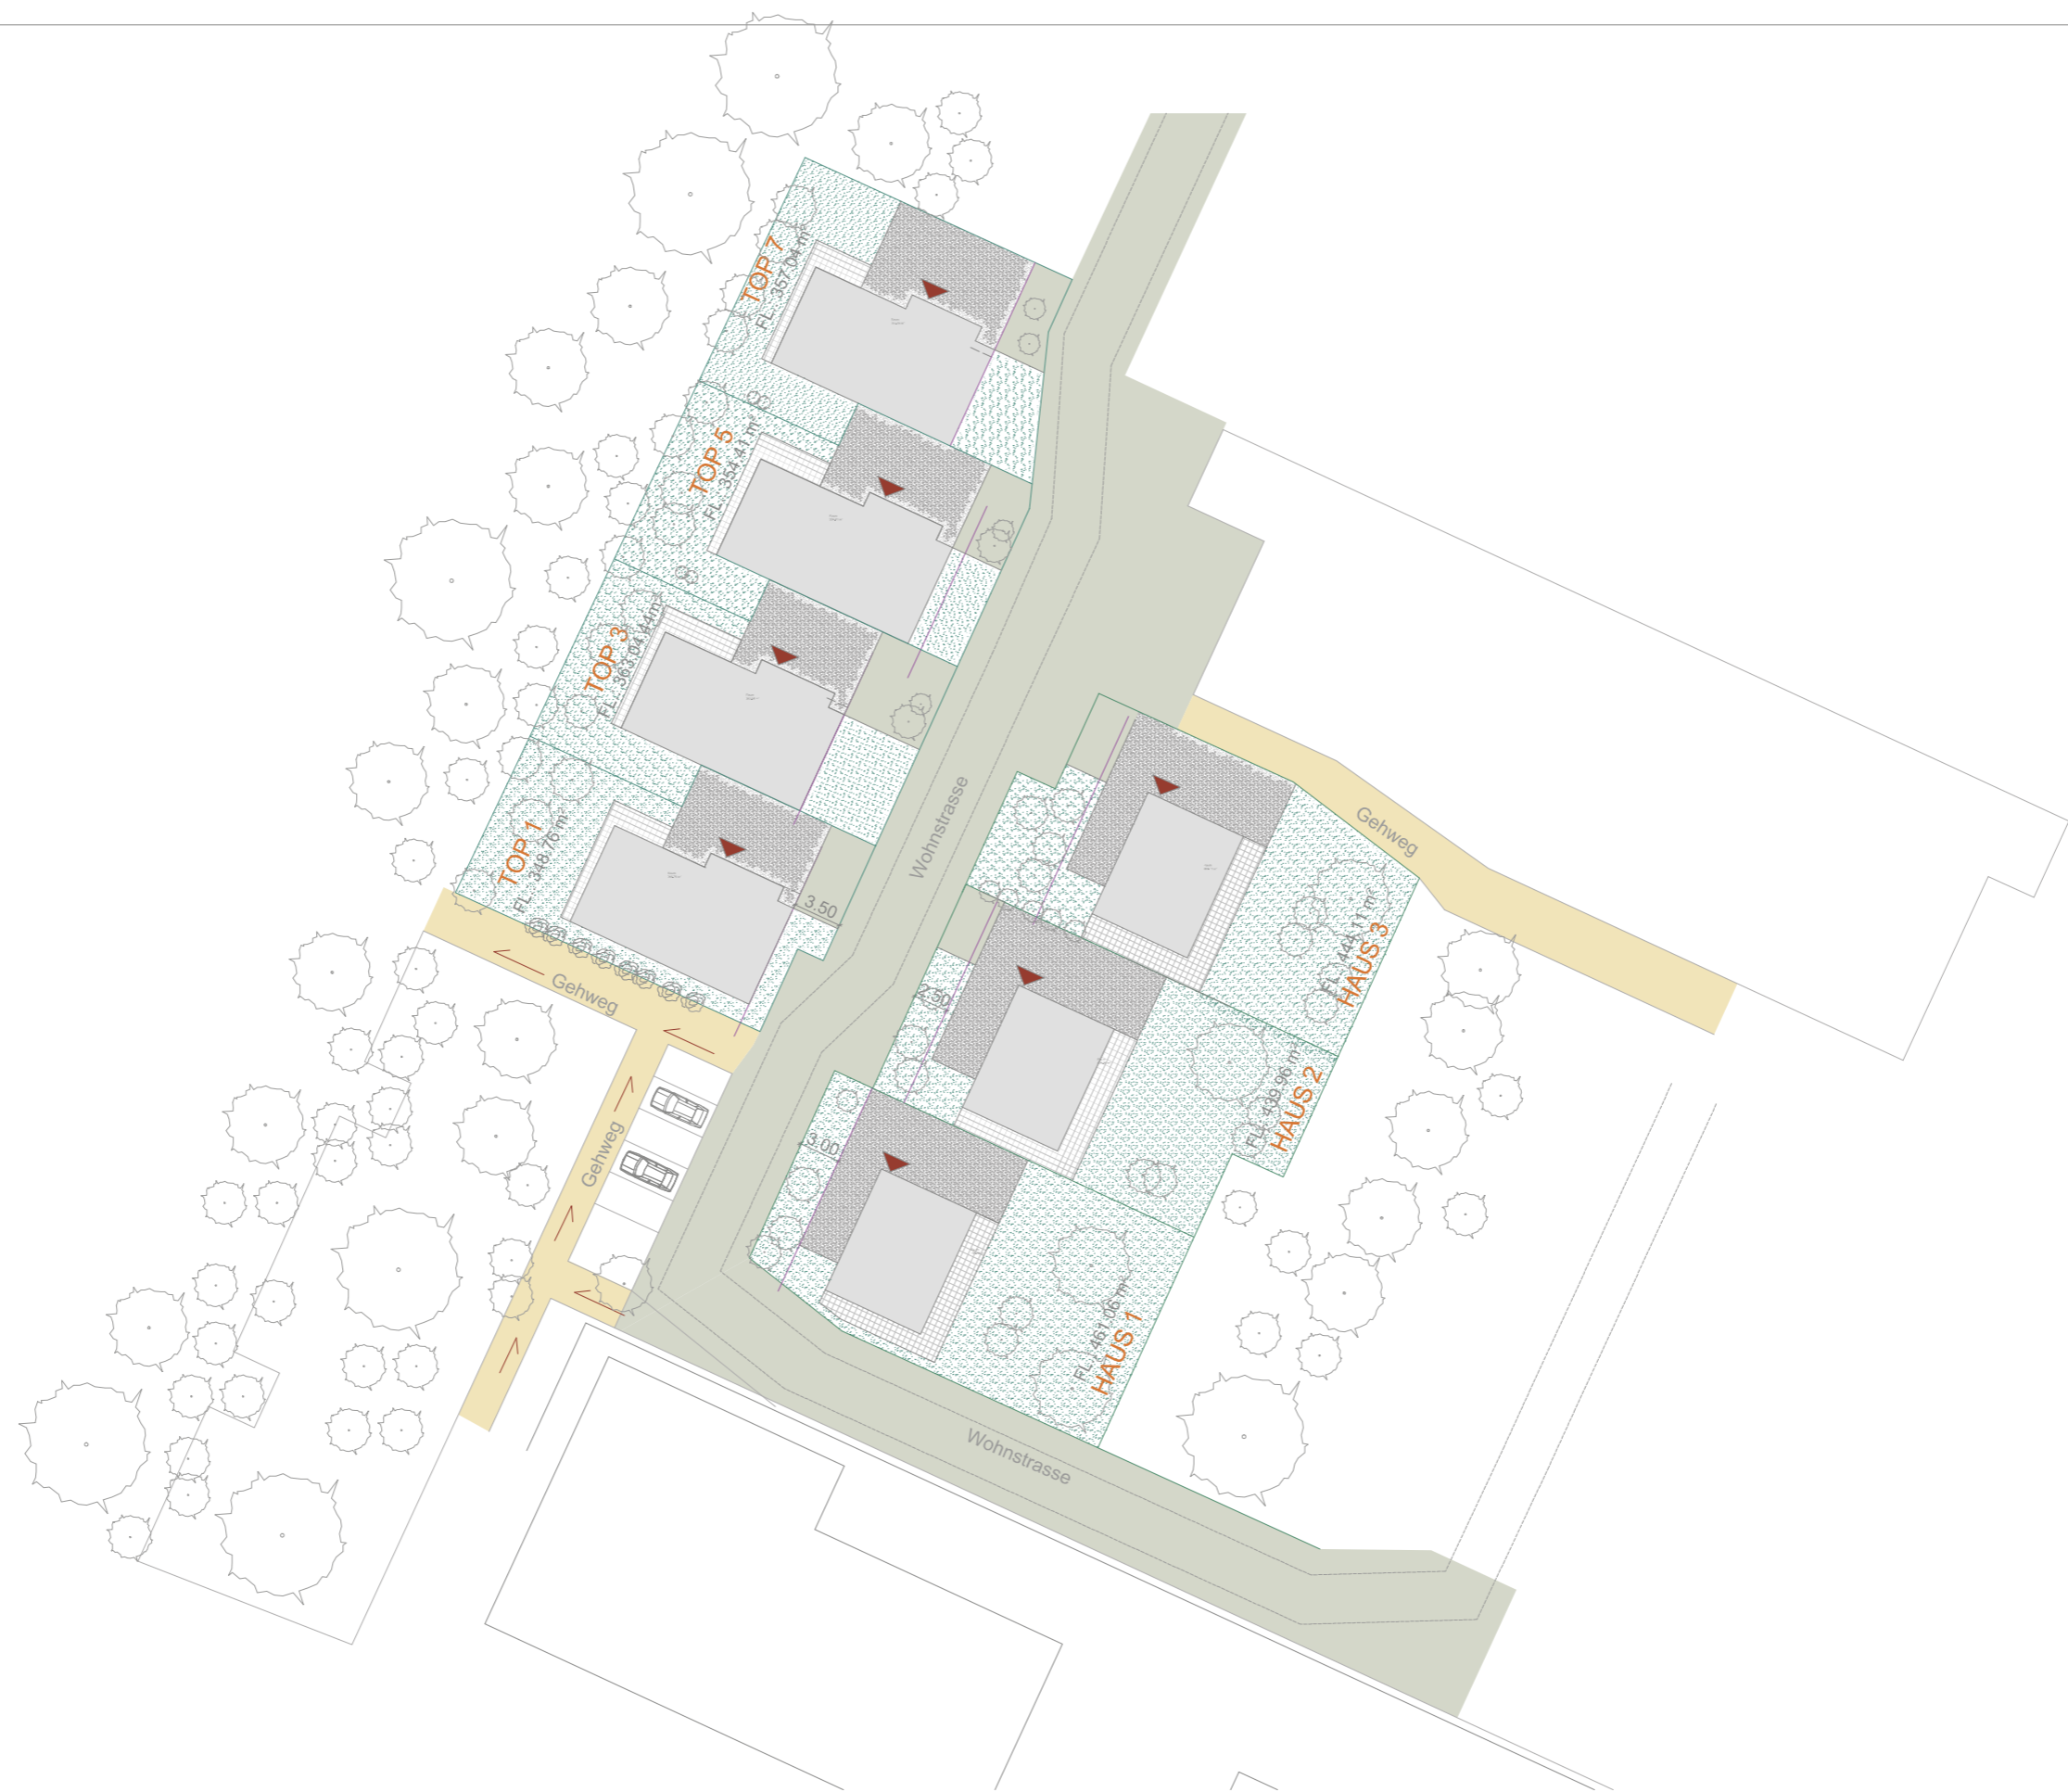 TOP 7
FL 357.04 m²
TOP 5
FL 354.41 m²
TOP 3
FL 363.04.44m²
TOP 1
FL 348.76 m²
3.50
Wohnstrasse
Gehweg
HAUS 3
FL 444.11 m²
2.50
Gehweg
HAUS 2
FL 439.96 m²
3.00
Gehweg
HAUS 1
FL 461.06 m²
Wohnstrasse